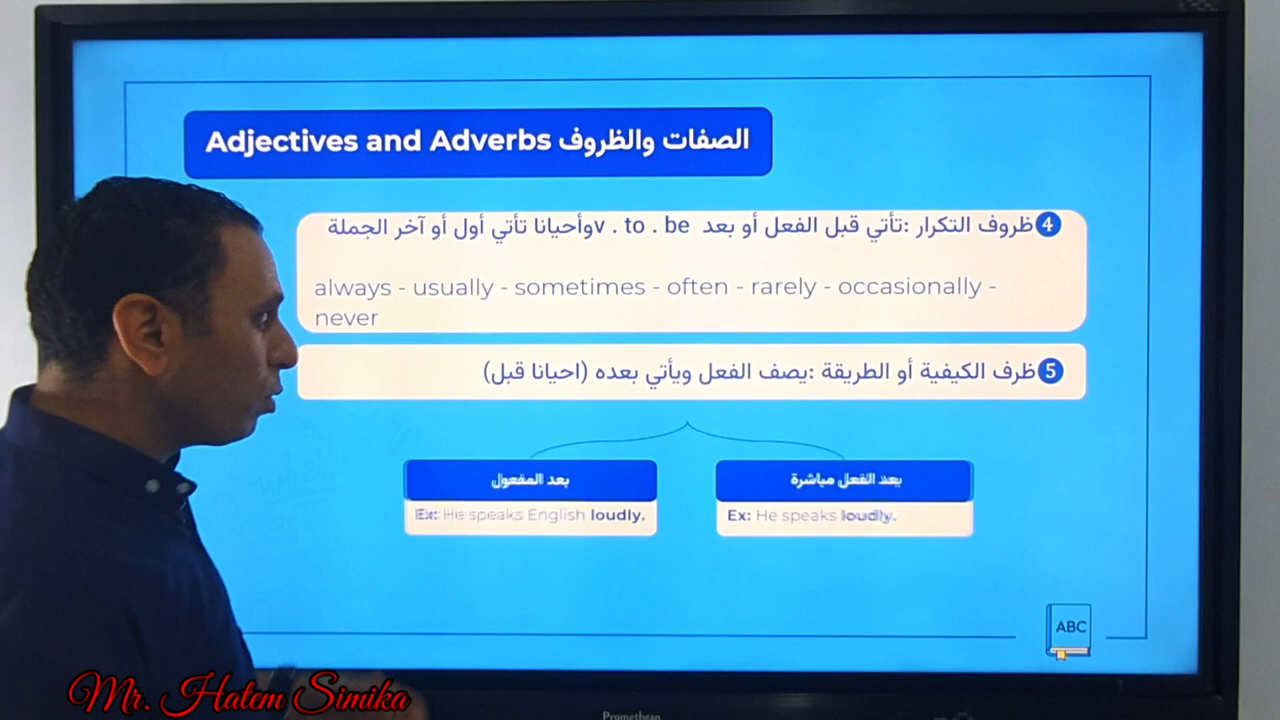 Adjectives and Adverbs الصفات والظروف
4 ظروف التكرار :تأتي قبل الفعل أو بعد v . to . be وأحيانا تأتي أول أو آخر الجملة
always - usually - sometimes - often - rarely - occasionally -
never
5 ظرف الكيفية أو الطريقة :يصف الفعل ويأتي بعده (احيانا قبل)
بعد الفعل مباشرة
Ex: He speaks loudly.
بعد المفعول
Ex: He speaks English loudly.
ABC
Mr. Hatem Simika
Promethean